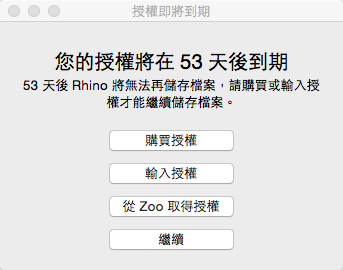 授權即將到期
您的授權將在 53 天後到期
53 天後 Rhino 將無法再儲存檔案，請購買或輸入授
權才能繼續儲存檔案。
購買授權
輸入授權
從 Zoo 取得授權
繼續